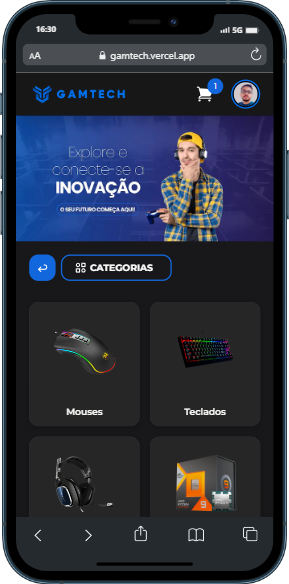 16:30
5G
AA
gamtech.vercel.app
GAMTECH
1
Explore e
conecte-se a
INOVAÇÃO
O SEU FUTURO COMEÇA AQUI!
CATEGORIAS
Mouses
Teclados
9